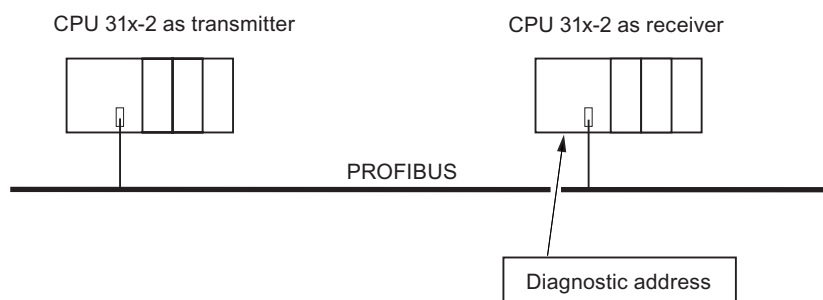 CPU 31x-2 as transmitter
CPU 31x-2 as receiver
PROFIBUS
Diagnostic address